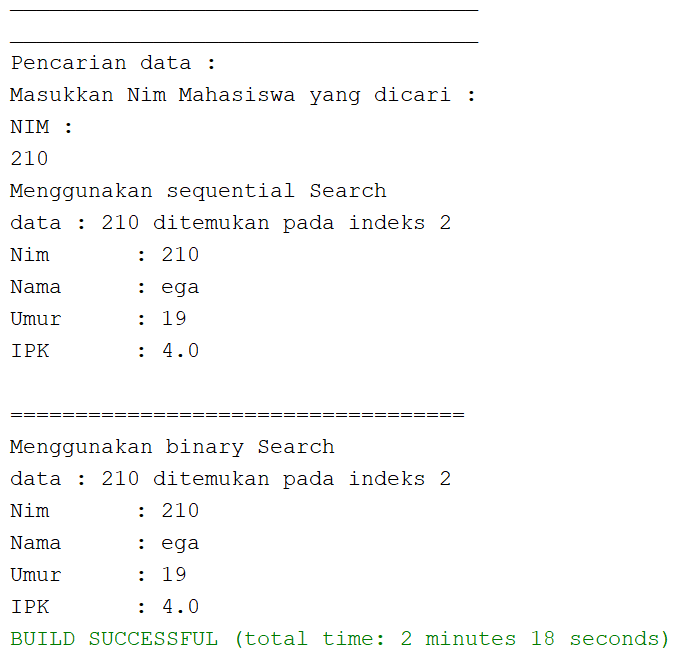 ____________________________________
____________________________________
Pencarian data :
Masukkan Nim Mahasiswa yang dicari :
NIM :
210
Menggunakan sequential Search
data : 210 ditemukan pada indeks 2
Nim       : 210
Nama      : ega
Umur      : 19
IPK       : 4.0

===================================
Menggunakan binary Search
data : 210 ditemukan pada indeks 2
Nim       : 210
Nama      : ega
Umur      : 19
IPK       : 4.0
BUILD SUCCESSFUL (total time: 2 minutes 18 seconds)